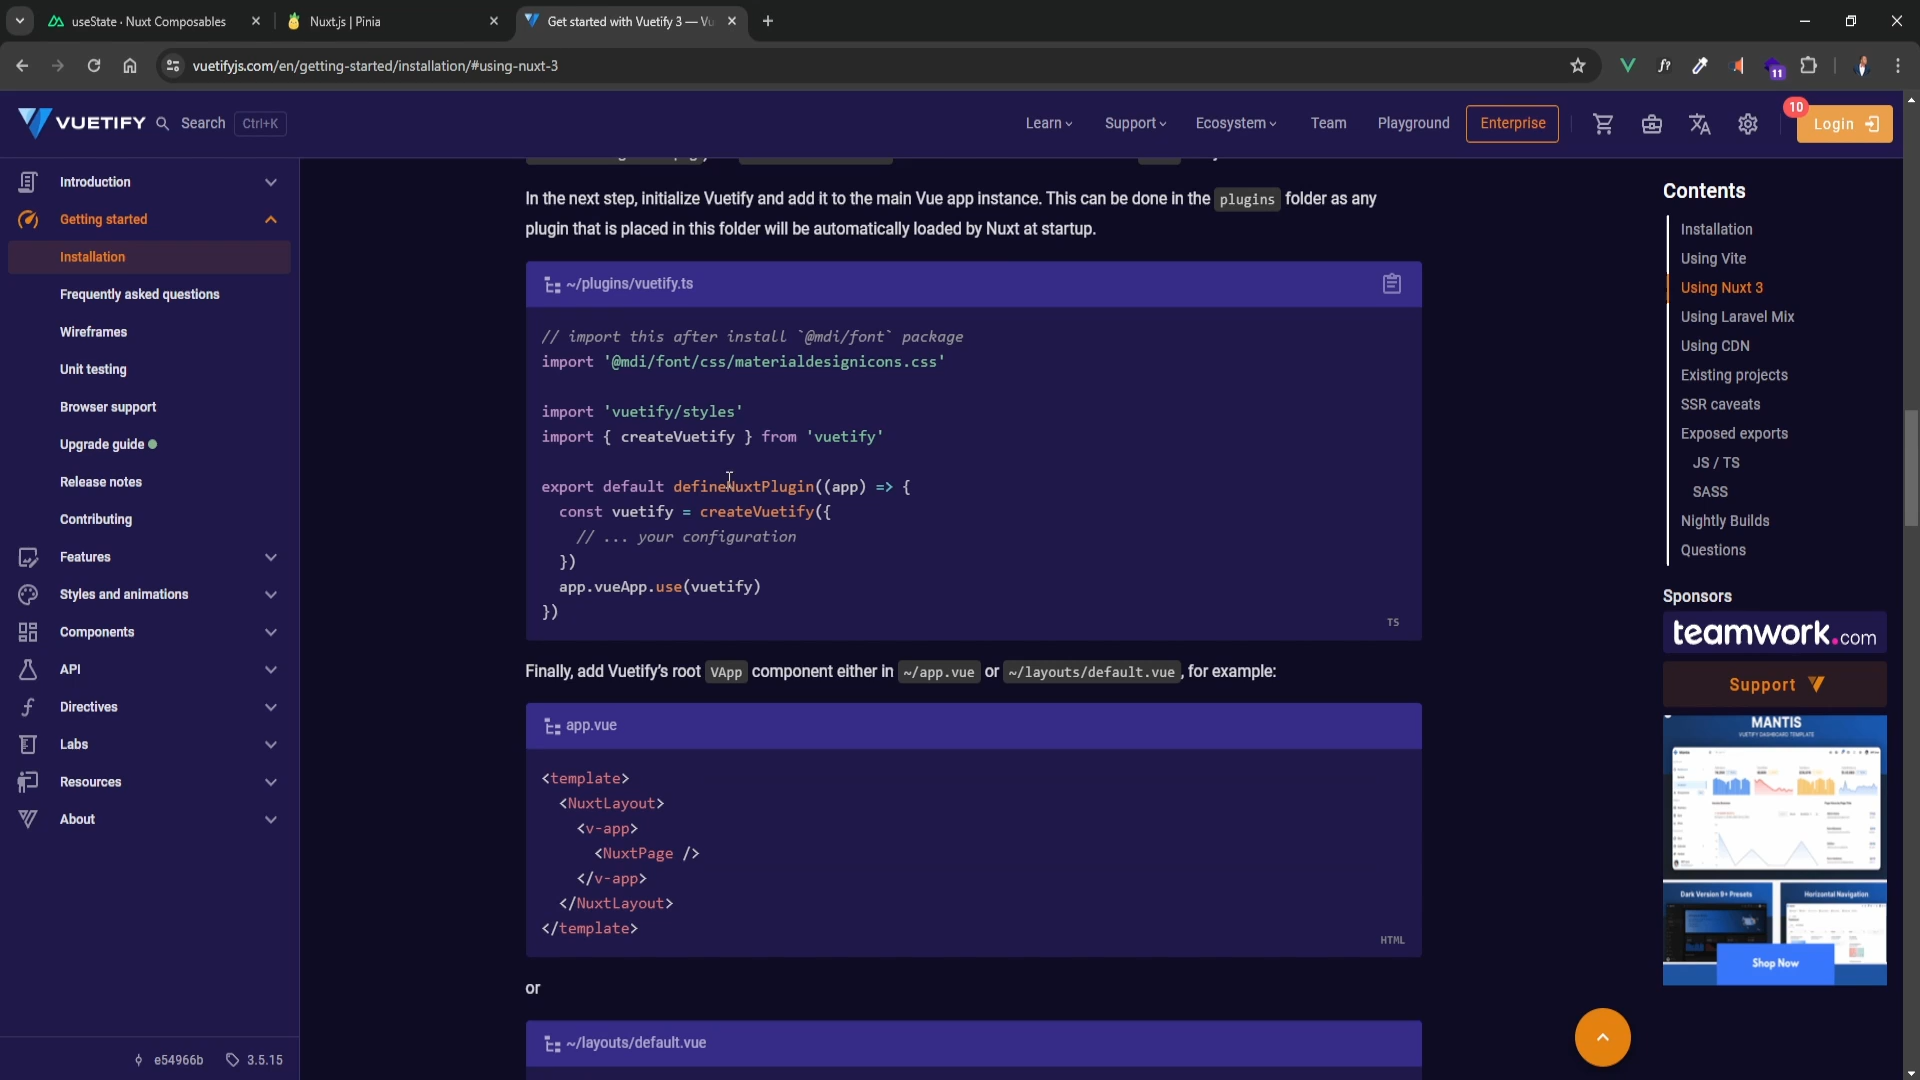 useState · Nuxt Composables
Nuxt.js | Pinia
Get started with Vuetify 3 — Vu
vuetifyjs.com/en/getting-started/installation/#using-nuxt-3
f?
11
VUETIFY
Search
Ctrl+K
Learn
Support
Ecosystem
Team
Playground
Enterprise
10
Login
Introduction
Getting started
Installation
Frequently asked questions
Wireframes
Unit testing
Browser support
Upgrade guide
Release notes
Contributing
Features
Styles and animations
Components
API
Directives
Labs
Resources
About
e54966b
3.5.15
In the next step, initialize Vuetify and add it to the main Vue app instance. This can be done in the plugins folder as any
plugin that is placed in this folder will be automatically loaded by Nuxt at startup.
~/plugins/vuetify.ts
// import this after install `@mdi/font` package
import '@mdi/font/css/materialdesignicons.css'
import 'vuetify/styles'
import { createVuetify } from 'vuetify'
export default defineNuxtPlugin((app) => {
const vuetify = createVuetify({
// ... your configuration
})
app.vueApp.use(vuetify)
})
TS
Finally, add Vuetify's root VApp component either in ~/app.vue or ~/layouts/default.vue , for example:
app.vue
<template>
<NuxtLayout>
<v-app>
<NuxtPage />
</v-app>
</NuxtLayout>
</template>
HTML
or
~/layouts/default.vue
Contents
Installation
Using Vite
Using Nuxt 3
Using Laravel Mix
Using CDN
Existing projects
SSR caveats
Exposed exports
JS / TS
SASS
Nightly Builds
Questions
Sponsors
teamwork.com
Support
MANTIS
VUETIFY DASHBOARD TEMPLATE
Dark Version 8+ Presets
Horizontal Navigation
Shop Now